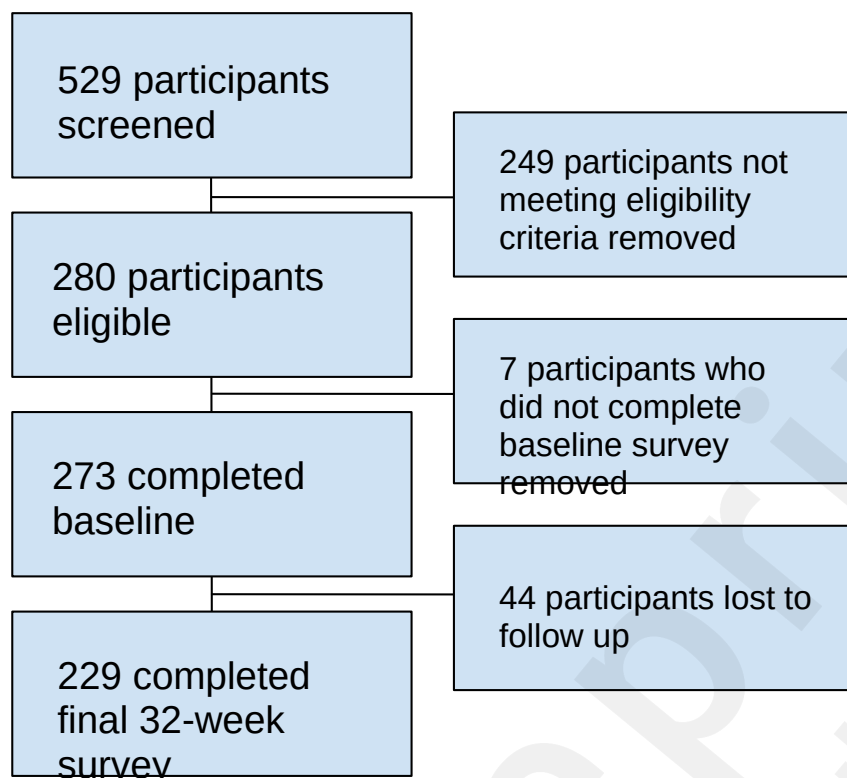 529 participants
screened
249 participants not
meeting eligibility
criteria removed
280 participants
eligible
7 participants who
did not complete
baseline survey
removed
273 completed
baseline
44 participants lost to
follow up
229 completed
final 32-week
survey